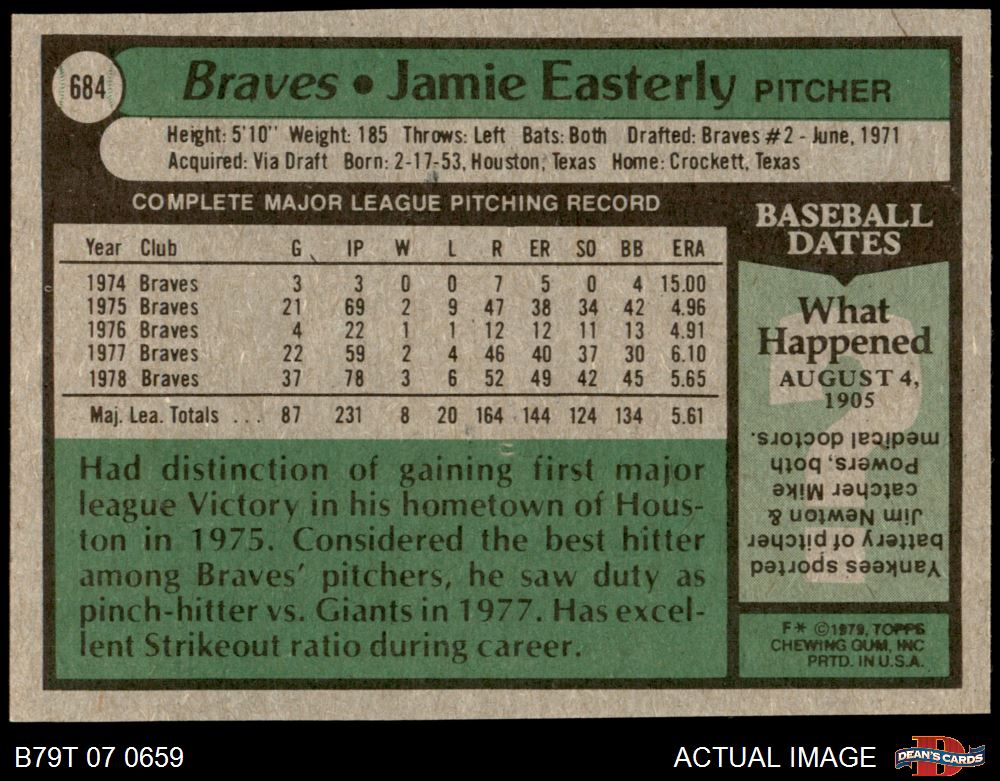 684
Braves • Jamie Easterly PITCHER
Height: 5'10" Weight: 185 Throws: Left Bats: Both Drafted: Braves #2 - June, 1971
Acquired: Via Draft Born: 2-17-53, Houston, Texas Home: Crockett, Texas
COMPLETE MAJOR LEAGUE PITCHING RECORD
Year Club G IP W L R ER SO BB ERA
1974 Braves 3 3 0 0 7 5 0 4 15.00
1975 Braves 21 69 2 9 47 38 34 42 4.96
1976 Braves 4 22 1 1 12 12 11 13 4.91
1977 Braves 22 59 2 4 46 40 37 30 6.10
1978 Braves 37 78 3 6 52 49 42 45 5.65
Maj. Lea. Totals ... 87 231 8 20 164 144 124 134 5.61
Had distinction of gaining first major
league Victory in his hometown of Hous-
ton in 1975. Considered the best hitter
among Braves' pitchers, he saw duty as
pinch-hitter vs. Giants in 1977. Has excel-
lent Strikeout ratio during career.
BASEBALL
DATES
What
Happened
AUGUST 4,
1905
Yankees sported
battery of pitcher
Jim Newton &
catcher Mike
Powers, both
medical doctors.
F* ©1979, TOPPS
CHEWING GUM, INC
PRTD. IN U.S.A.
B79T 07 0659
ACTUAL IMAGE
D
DEAN'S CARDS